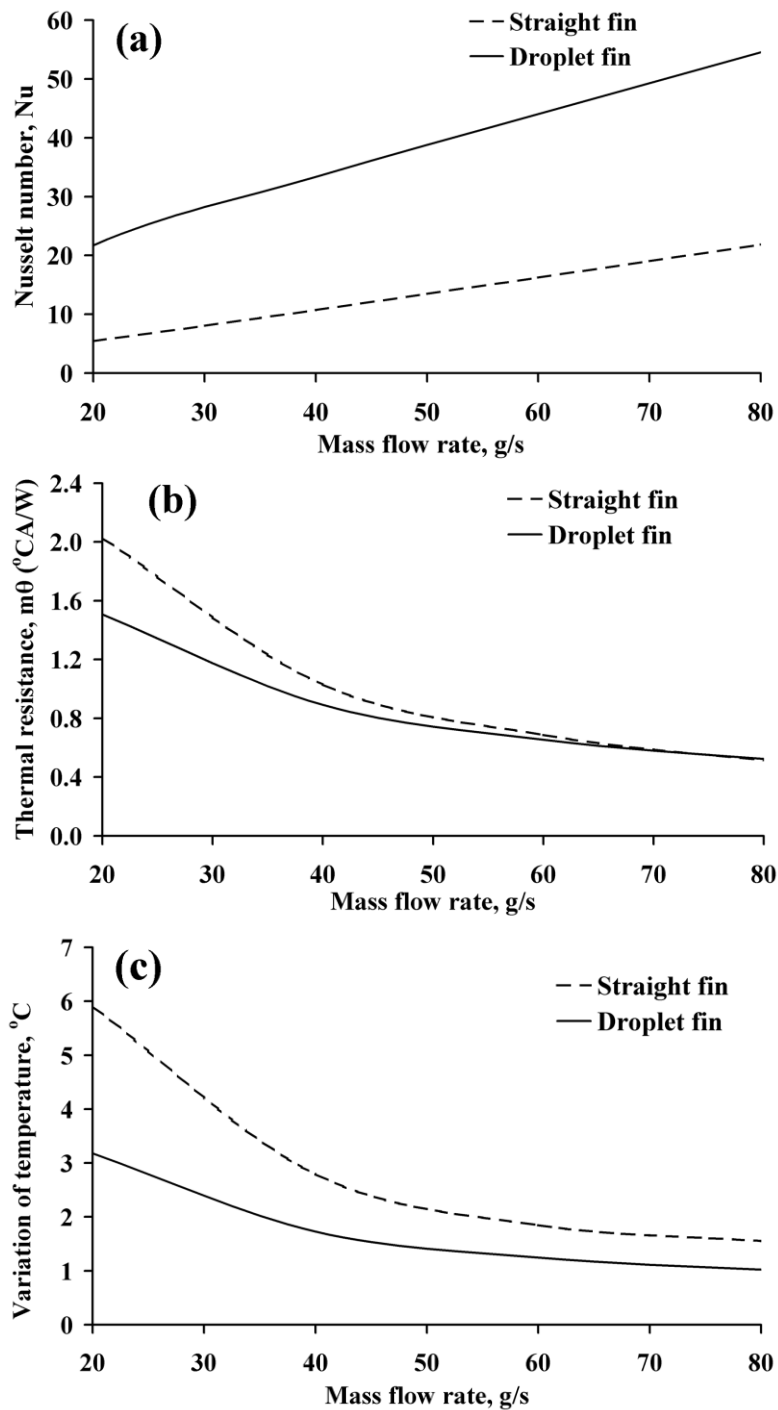 (a)
Straight fin
Droplet fin
60
50
40
30
20
10
0
Nusselt number, Nu
20 30 40 50 60 70 80
Mass flow rate, g/s
(b)
Straight fin
Droplet fin
2.4
2.0
1.6
1.2
0.8
0.4
0.0
Thermal resistance, mθ (°CA/W)
20 30 40 50 60 70 80
Mass flow rate, g/s
(c)
Straight fin
Droplet fin
7
6
5
4
3
2
1
0
Variation of temperature, °C
20 30 40 50 60 70 80
Mass flow rate, g/s